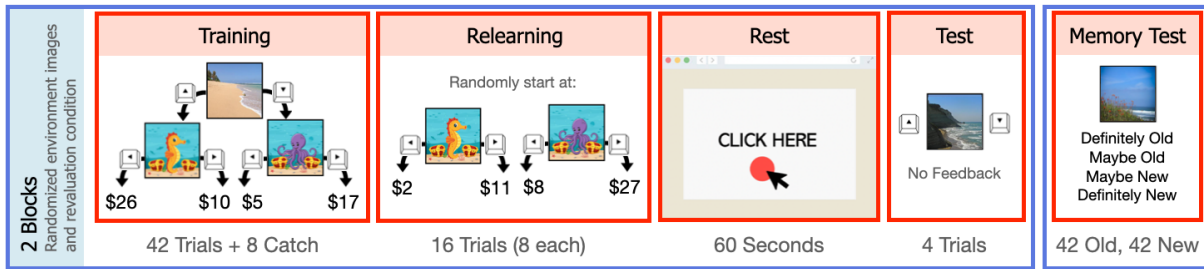 2 Blocks
Randomized environment images
and revaluation condition
Training
$26
$10
$5
$17
42 Trials + 8 Catch
Relearning
Randomly start at:
$2
$11
$8
$27
16 Trials (8 each)
Rest
CLICK HERE
60 Seconds
Test
No Feedback
4 Trials
Memory Test
Definitely Old
Maybe Old
Maybe New
Definitely New
42 Old, 42 New